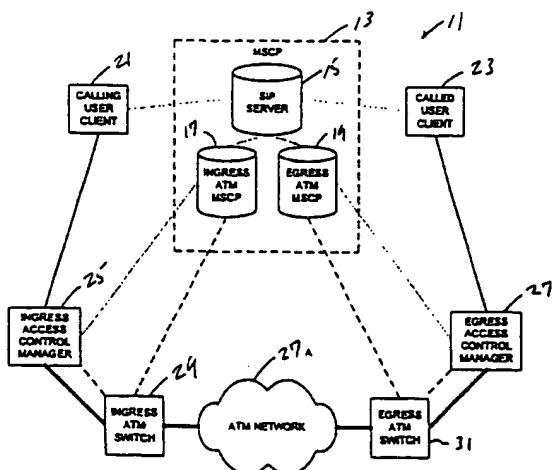 13
11
MSCP
21
15
23
CALLING
USER
CLIENT
SIP
SERVER
CALLED
USER
CLIENT
17
19
INGRESS
ATM
MSCP
EGRESS
ATM
MSCP
25
27
INGRESS
ACCESS
CONTROL
MANAGER
EGRESS
ACCESS
CONTROL
MANAGER
29
27A
INGRESS
ATM
SWITCH
ATM NETWORK
EGRESS
ATM
SWITCH
31